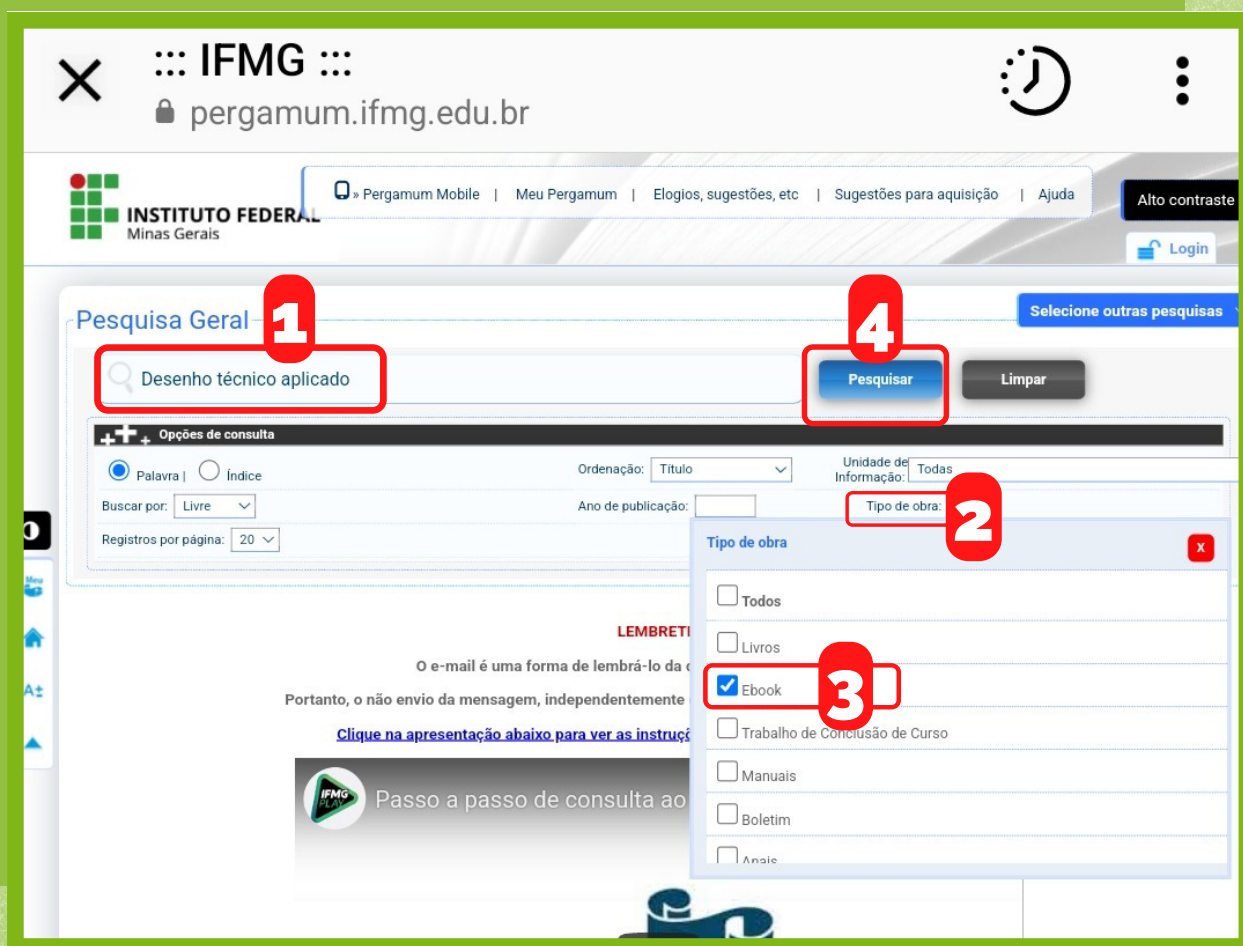 ::: IFMG :::
pergamum.ifmg.edu.br
» Pergamum Mobile | Meu Pergamum | Elogios, sugestões, etc | Sugestões para aquisição | Ajuda
Alto contraste
INSTITUTO FEDERAL
Minas Gerais
Login
Pesquisa Geral
1
4
Selecione outras pesquisas
Desenho técnico aplicado
Pesquisar
Limpar
Opções de consulta
Palavra | Índice
Ordenação: Título
Unidade de Informação: Todas
Buscar por: Livre
Ano de publicação:
Tipo de obra:
2
Registros por página: 20
Tipo de obra
X
Todos
Livros
Ebook
3
Trabalho de Conclusão de Curso
Manuais
Boletim
Anais
Meu
A±
LEMBRET
O e-mail é uma forma de lembrá-lo da
Portanto, o não envio da mensagem, independentemente
Clique na apresentação abaixo para ver as instruç
IFMG
PLAY
Passo a passo de consulta ao